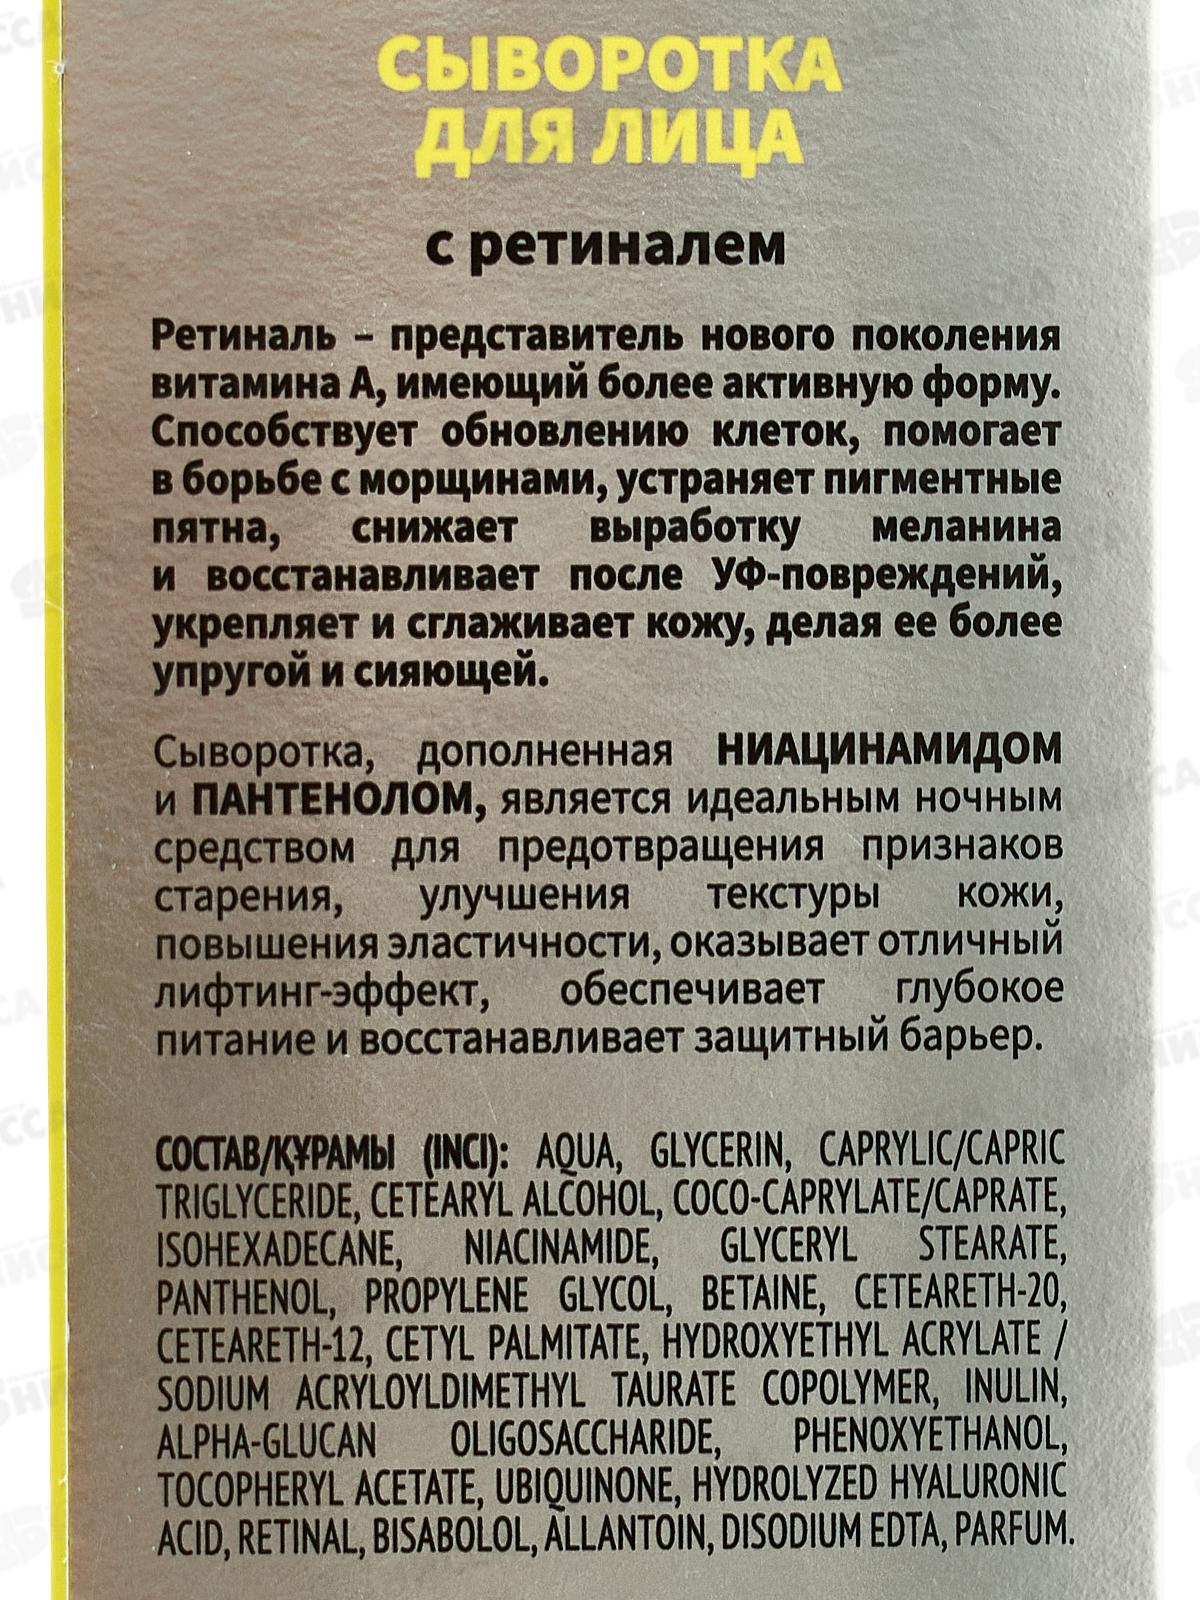 СЫВОРОТКА
ДЛЯ ЛИЦА
с ретиналем
Ретиналь – представитель нового поколения
витамина А, имеющий более активную форму.
Способствует обновлению клеток, помогает
в борьбе с морщинами, устраняет пигментные
пятна, снижает выработку меланина
и восстанавливает после УФ-повреждений,
укрепляет и сглаживает кожу, делая ее более
упругой и сияющей.
Сыворотка, дополненная НИАЦИНАМИДОМ
и ПАНТЕНОЛОМ, является идеальным ночным
средством для предотвращения признаков
старения, улучшения текстуры кожи,
повышения эластичности, оказывает отличный
лифтинг-эффект, обеспечивает глубокое
питание и восстанавливает защитный барьер.
СОСТАВ/ҚҰРАМЫ (INCI): AQUA, GLYCERIN, CAPRYLIC/CAPRIC
TRIGLYCERIDE, CETEARYL ALCOHOL, COCO-CAPRYLATE/CAPRATE,
ISOHEXADECANE, NIACINAMIDE, GLYCERYL STEARATE,
PANTHENOL, PROPYLENE GLYCOL, BETAINE, CETEARETH-20,
CETEARETH-12, CETYL PALMITATE, HYDROXYETHYL ACRYLATE /
SODIUM ACRYLOYLDIMETHYL TAURATE COPOLYMER, INULIN,
ALPHA-GLUCAN OLIGOSACCHARIDE, PHENOXYETHANOL,
TOCOPHERYL ACETATE, UBIQUINONE, HYDROLYZED HYALURONIC
ACID, RETINAL, BISABOLOL, ALLANTOIN, DISODIUM EDTA, PARFUM.